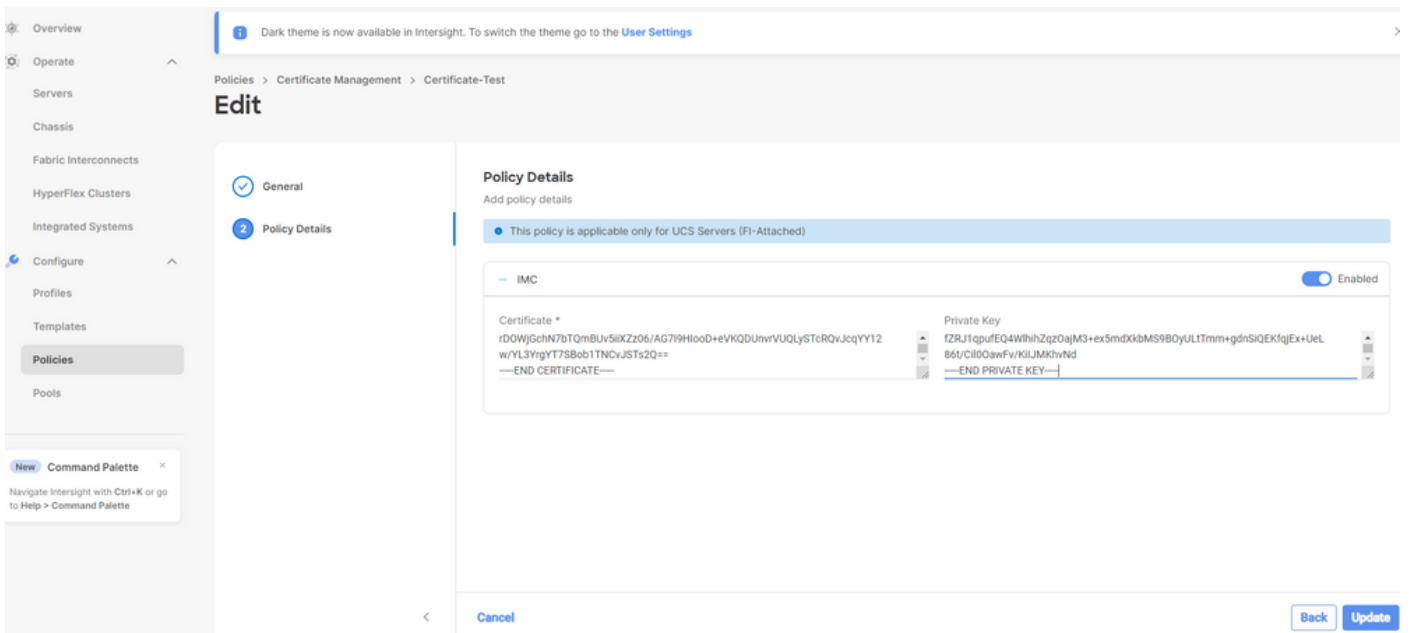 Overview
Operate
Servers
Chassis
Fabric Interconnects
HyperFlex Clusters
Integrated Systems
Configure
Profiles
Templates
Policies
Pools
New Command Palette
Navigate Intersight with Ctrl+K or go
to Help > Command Palette
Dark theme is now available in Intersight. To switch the theme go to the User Settings
Policies > Certificate Management > Certificate-Test
Edit
General
2 Policy Details
Policy Details
Add policy details
This policy is applicable only for UCS Servers (FI-Attached)
IMC
Enabled
Certificate *
rDOWjGchN7bTQmBUv5iiXZz06/AG7I9HIooD+eVKQDUnvrVUQLySTcRQvJcqYY12
w/YL3YrgYT7SBob1TNCvJSTs2Q==
-----END CERTIFICATE-----
Private Key
fZRJ1qpufEQ4WlhihZqzOajM3+ex5mdXkbMS9BOyULtTmm+gdnSiQEKfqjEx+UeL
86t/Cil0OawFv/KilJMKhvNd
-----END PRIVATE KEY-----
Cancel
Back
Update